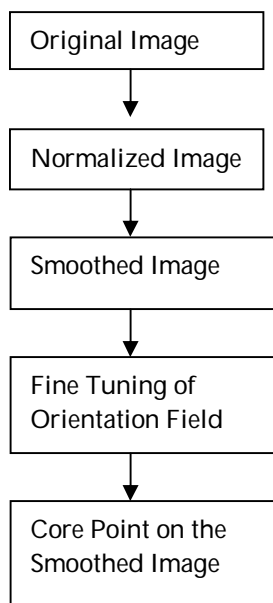 Original Image
Normalized Image
Smoothed Image
Fine Tuning of
Orientation Field
Core Point on the
Smoothed Image